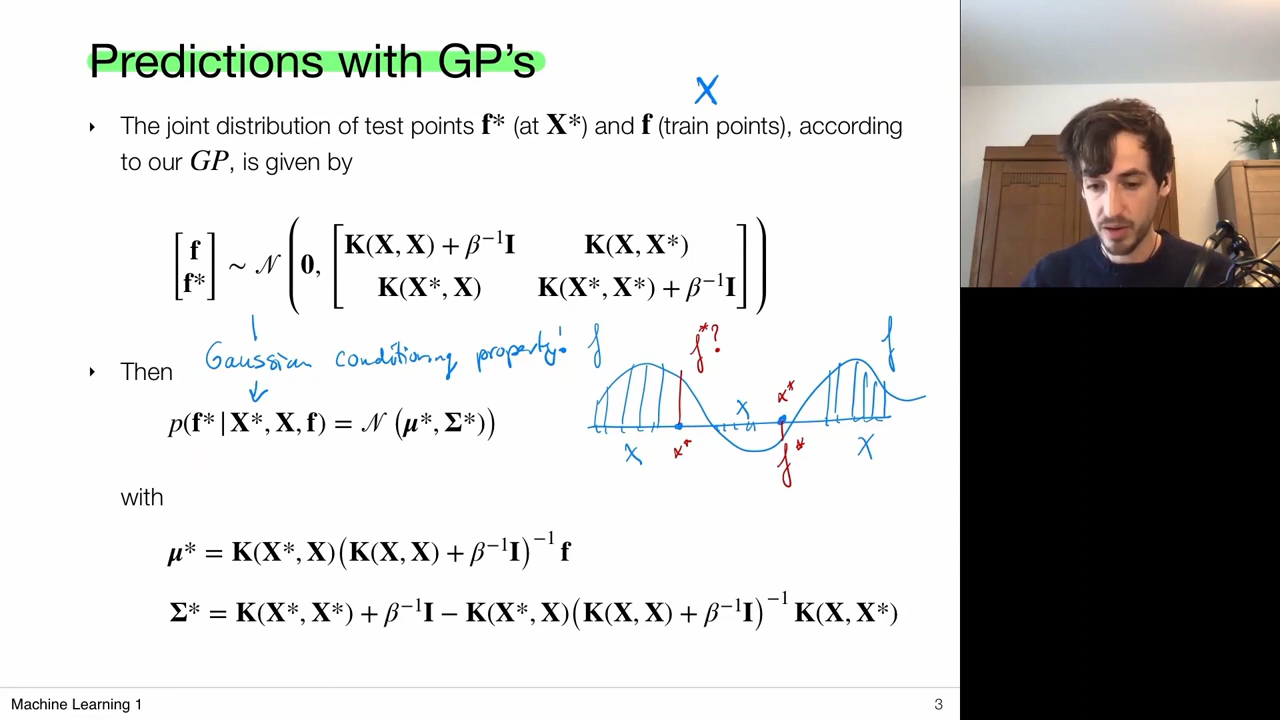 Predictions with GP's
X
‣ The joint distribution of test points f* (at X*) and f (train points), according
to our GP, is given by
[f f*] ∼ 𝒩 (0, [K(X, X) + β⁻¹I K(X, X*)
K(X*, X) K(X*, X*) + β⁻¹I])
Gaussian conditioning property!
f f*? f
‣ Then
x* x
p(f* | X*, X, f) = 𝒩 (μ*, Σ*))
X x* f* X
with
μ* = K(X*, X)(K(X, X) + β⁻¹I)⁻¹ f
Σ* = K(X*, X*) + β⁻¹I − K(X*, X)(K(X, X) + β⁻¹I)⁻¹ K(X, X*)
Machine Learning 1
3